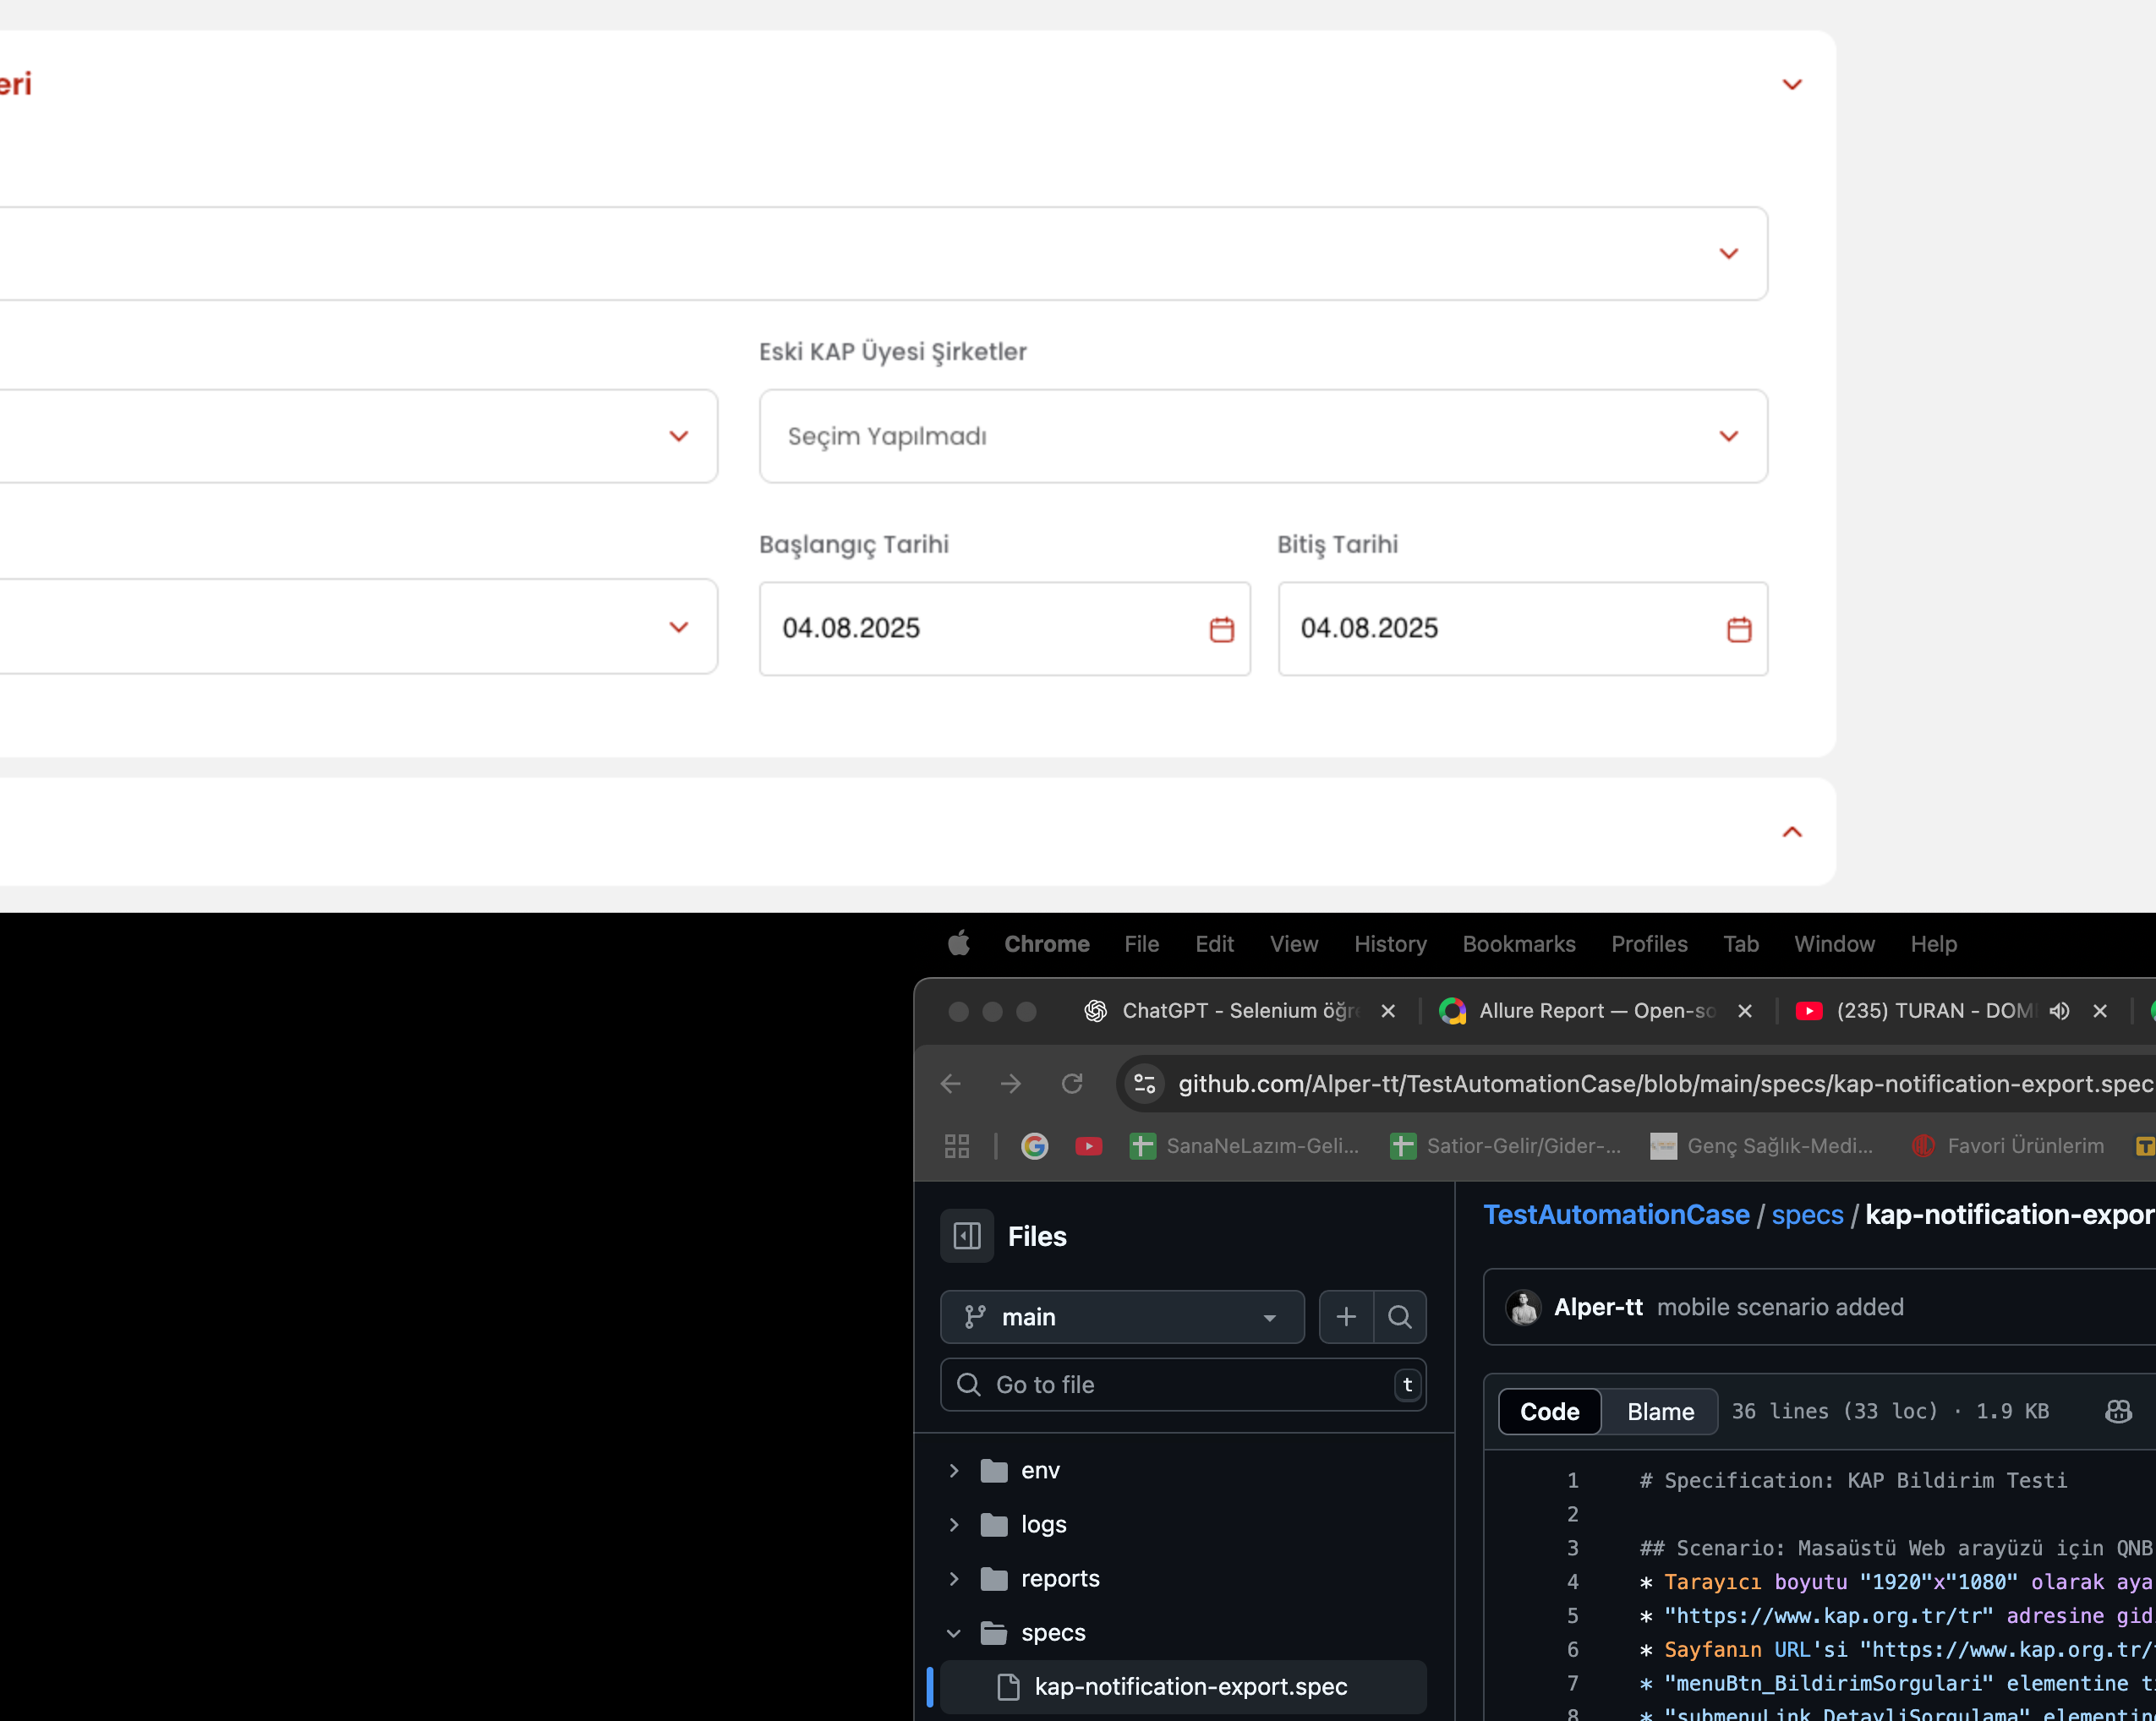 eri
Eski KAP Üyesi Şirketler
Seçim Yapılmadı
Başlangıç Tarihi
Bitiş Tarihi
04.08.2025
04.08.2025
Chrome File Edit View History Bookmarks Profiles Tab Window Help
ChatGPT - Selenium öğre
Allure Report — Open-so
(235) TURAN - DOM
github.com/Alper-tt/TestAutomationCase/blob/main/specs/kap-notification-export.spec
SanaNeLazım-Geli...
Satior-Gelir/Gider-...
Genç Sağlık-Medi...
Favori Ürünlerim
Files
TestAutomationCase / specs / kap-notification-expor
main
Alper-tt mobile scenario added
Go to file
t
Code Blame 36 lines (33 loc) · 1.9 KB
env
logs
reports
specs
kap-notification-export.spec
1 # Specification: KAP Bildirim Testi
2
3 ## Scenario: Masaüstü Web arayüzü için QNB
4 * Tarayıcı boyutu "1920"x"1080" olarak aya
5 * "https://www.kap.org.tr/tr" adresine gid
6 * Sayfanın URL'si "https://www.kap.org.tr/
7 * "menuBtn_BildirimSorgulari" elementine t
8 * "submenuLink_DetayliSorgulama" elementin